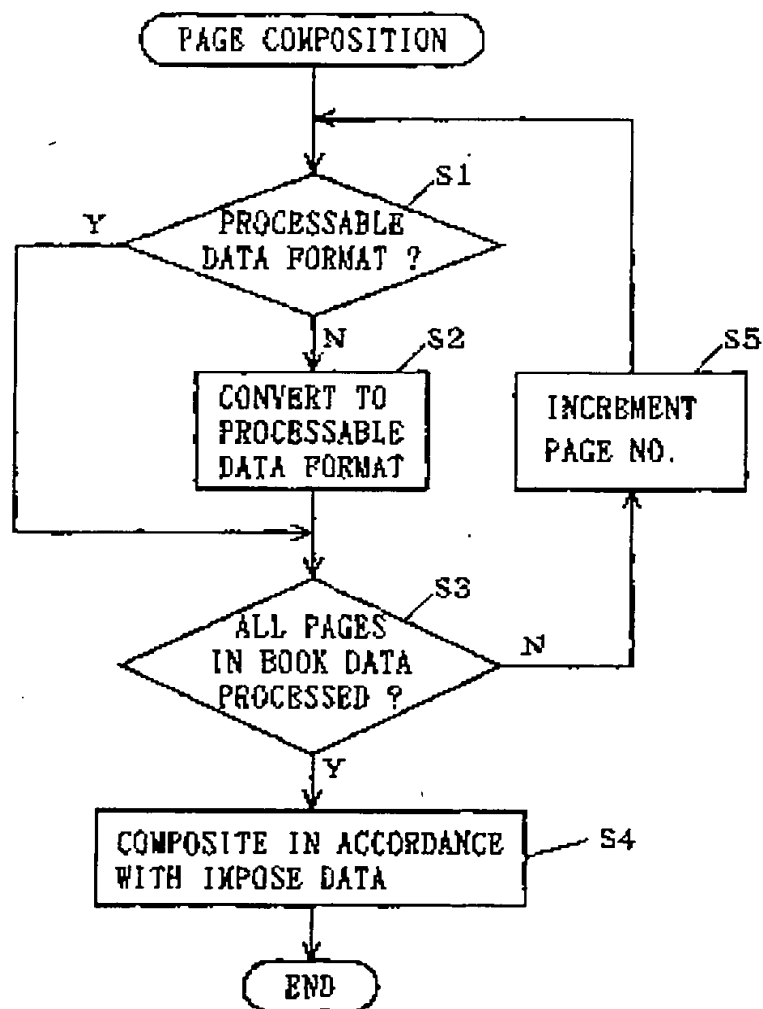 PAGE COMPOSITION
S1
Y
PROCESSABLE
DATA FORMAT ?
N
S2
S5
CONVERT TO
PROCESSABLE
DATA FORMAT
INCREMENT
PAGE NO.
S3
ALL PAGES
IN BOOK DATA
PROCESSED ?
N
Y
COMPOSITE IN ACCORDANCE
WITH IMPOSE DATA
S4
END